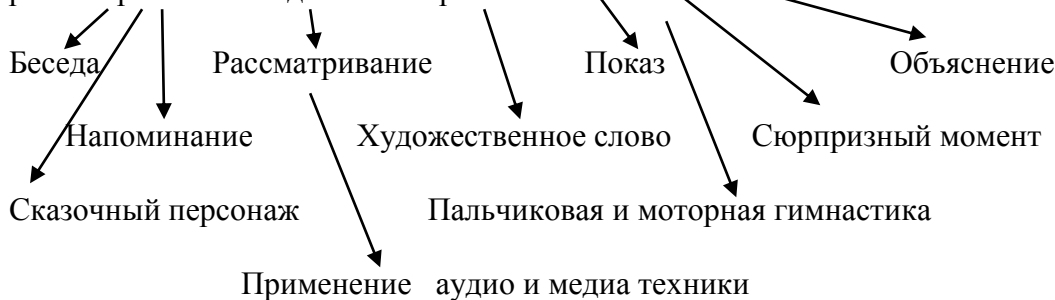 Беседа Рассматривание Показ Объяснение
Напоминание Художественное слово Сюрпризный момент
Сказочный персонаж Пальчиковая и моторная гимнастика
Применение аудио и медиа техники